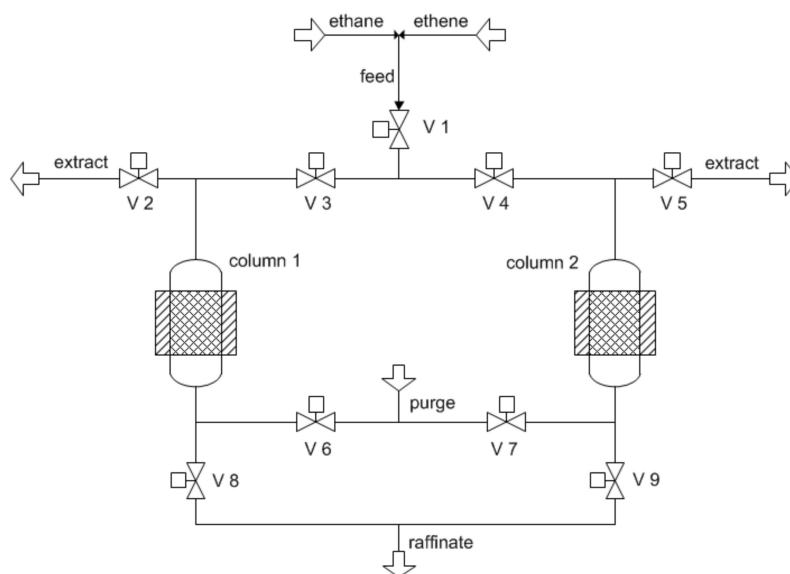 ethane ethene
feed
V 1
extract extract
V 2 V 3 V 4 V 5
column 1 column 2
purge
V 6 V 7
V 8 V 9
raffinate